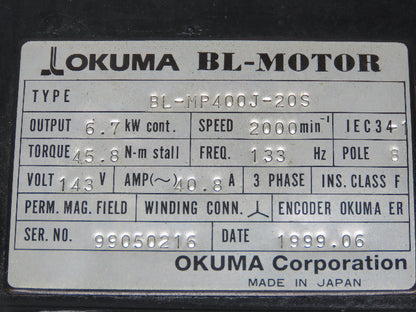 OKUMA BL-MOTOR
TYPE BL-MP400J-20S
OUTPUT 6.7 kW cont. SPEED 2000 min⁻¹ IEC34-1
TORQUE 45.8 N-m stall FREQ. 133 Hz POLE 8
VOLT 143 V AMP(~) 40.8 A 3 PHASE INS. CLASS F
PERM. MAG. FIELD WINDING CONN. ENCODER OKUMA ER
SER. NO. 99050216 DATE 1999.06
OKUMA Corporation
MADE IN JAPAN